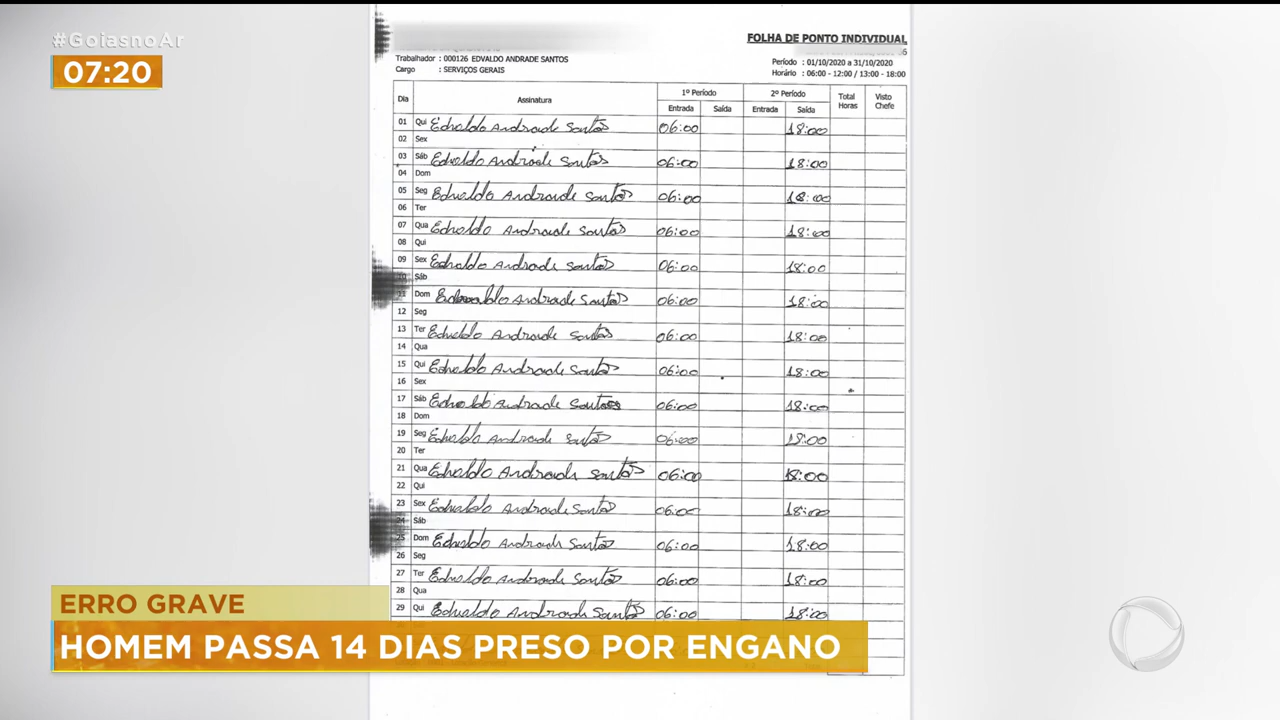 #GoiasnoAr
07:20
FOLHA DE PONTO INDIVIDUAL
Trabalhador : 000126 EDVALDO ANDRADE SANTOS
Cargo : SERVIÇOS GERAIS
Período : 01/10/2020 a 31/10/2020
Horário : 06:00 - 12:00 / 13:00 - 18:00
Dia Assinatura 1º Período 2º Período Total Horas Visto Chefe
Entrada Saída Entrada Saída
01 Qui Edvaldo Andrade Santos 06:00 18:00
02 Sex
03 Sáb Edvaldo Andrade Santos 06:00 18:00
04 Dom
05 Seg Edvaldo Andrade Santos 06:00 18:00
06 Ter
07 Qua Edvaldo Andrade Santos 06:00 18:00
08 Qui
09 Sex Edvaldo Andrade Santos 06:00 18:00
10 Sáb
11 Dom Edvaldo Andrade Santos 06:00 18:00
12 Seg
13 Ter Edvaldo Andrade Santos 06:00 18:00
14 Qua
15 Qui Edvaldo Andrade Santos 06:00 18:00
16 Sex
17 Sáb Edvaldo Andrade Santos 06:00 18:00
18 Dom
19 Seg Edvaldo Andrade Santos 06:00 18:00
20 Ter
21 Qua Edvaldo Andrade Santos 06:00 18:00
22 Qui
23 Sex Edvaldo Andrade Santos 06:00 18:00
24 Sáb
25 Dom Edvaldo Andrade Santos 06:00 18:00
26 Seg
27 Ter Edvaldo Andrade Santos 06:00 18:00
28 Qua
29 Qui Edvaldo Andrade Santos 06:00 18:00
ERRO GRAVE
HOMEM PASSA 14 DIAS PRESO POR ENGANO